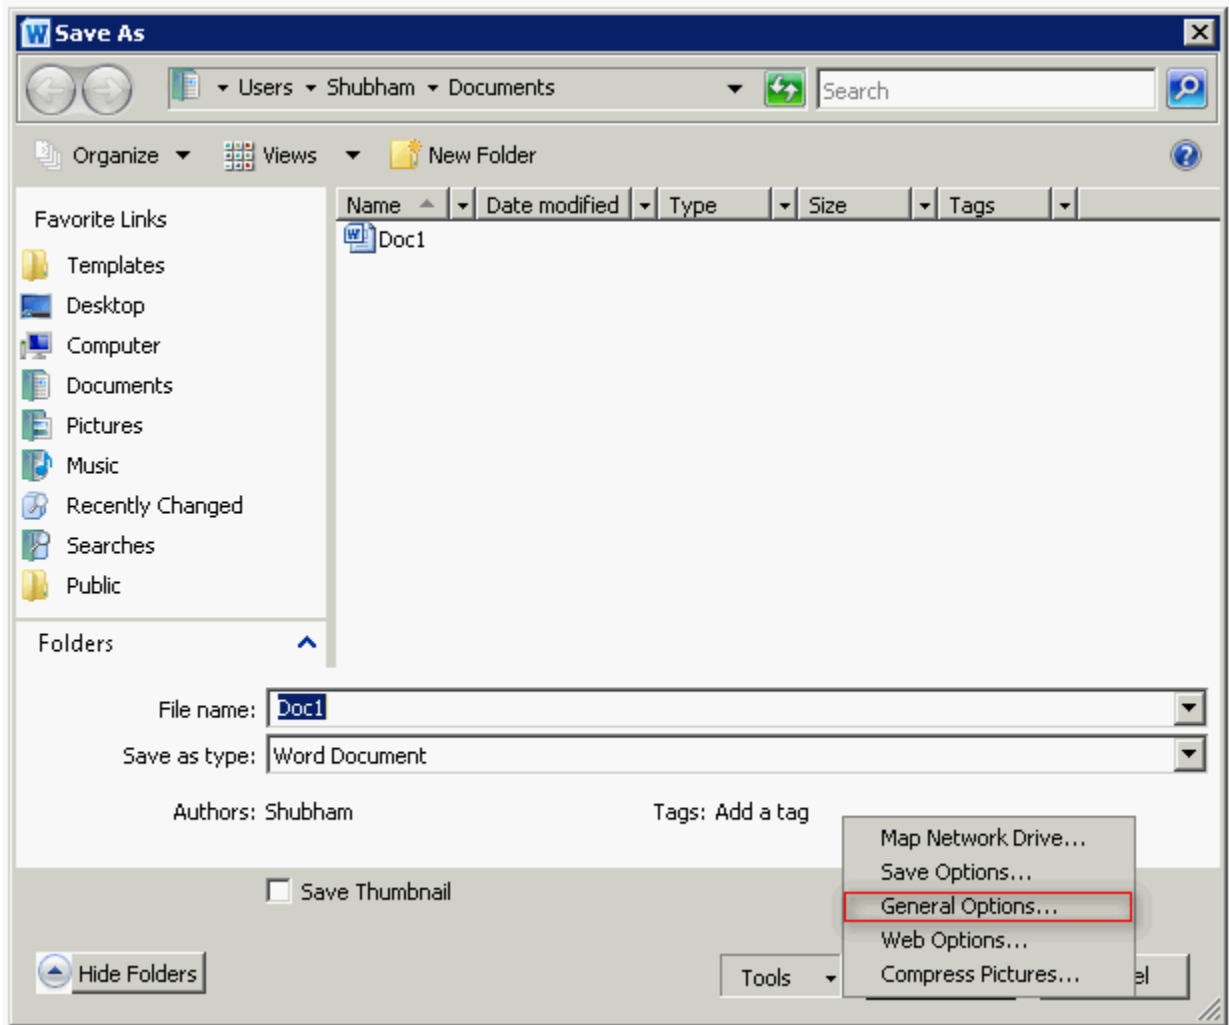 Save As
Users Shubham Documents
Search
Organize Views New Folder
Favorite Links
Templates
Desktop
Computer
Documents
Pictures
Music
Recently Changed
Searches
Public
Folders
Name Date modified Type Size Tags
Doc1
File name: Doc1
Save as type: Word Document
Authors: Shubham Tags: Add a tag
Save Thumbnail
Map Network Drive...
Save Options...
General Options...
Web Options...
Compress Pictures...
Hide Folders Tools el